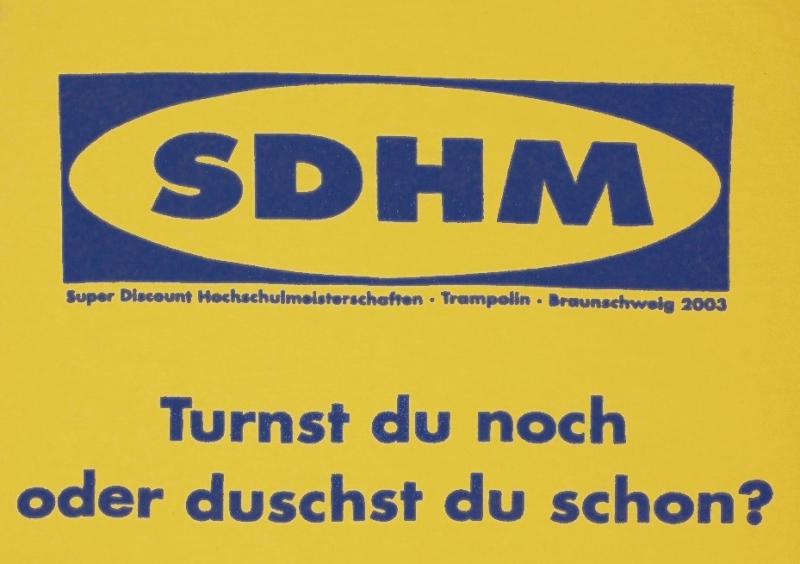 SDHM
Super Discount Hochschulmeisterschaften · Trampolin · Braunschweig 2003
Turnst du noch
oder duschst du schon?